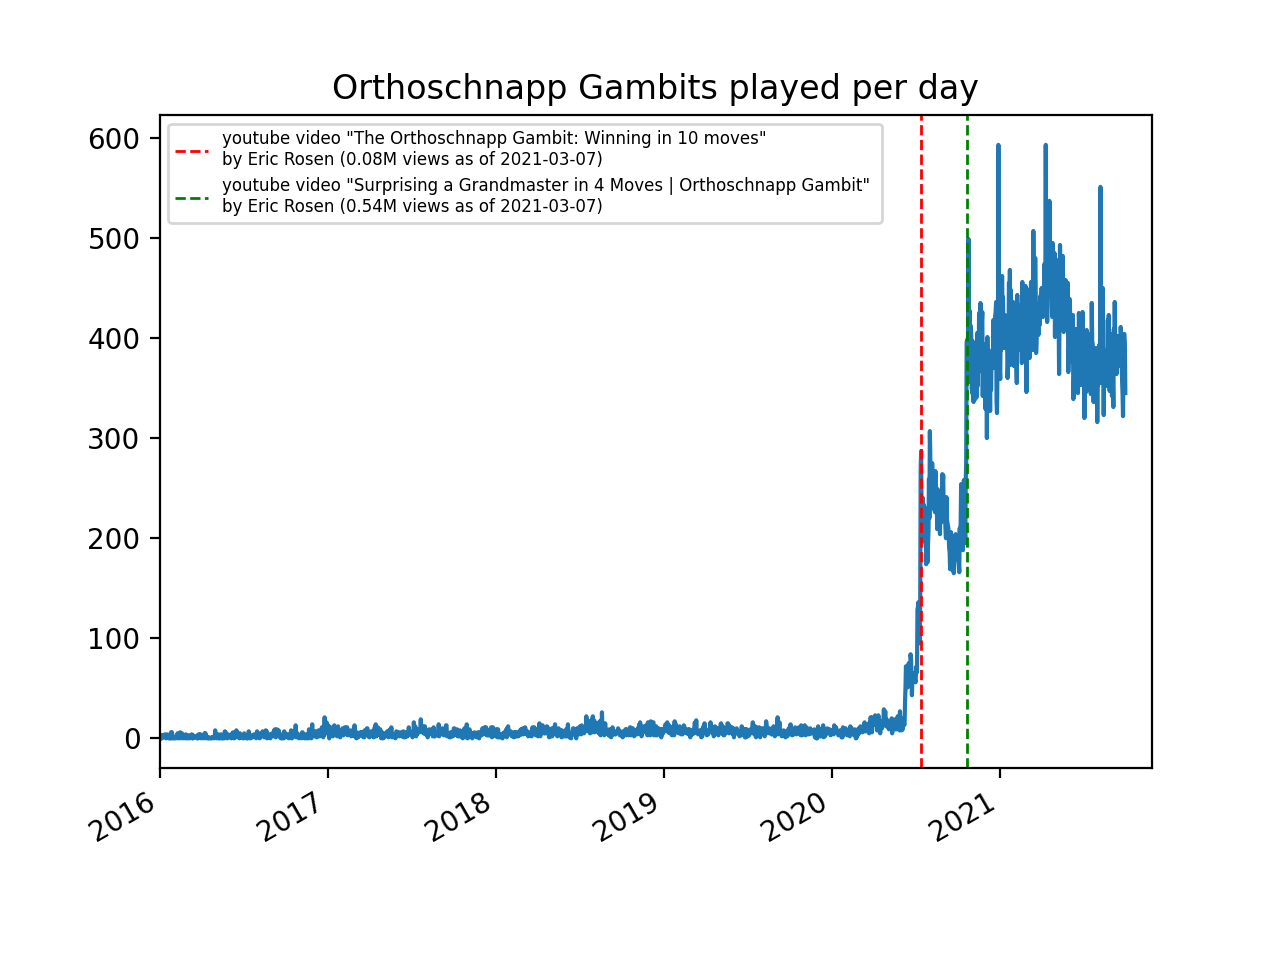 Orthoschnapp Gambits played per day
youtube video "The Orthoschnapp Gambit: Winning in 10 moves"
by Eric Rosen (0.08M views as of 2021-03-07)
youtube video "Surprising a Grandmaster in 4 Moves | Orthoschnapp Gambit"
by Eric Rosen (0.54M views as of 2021-03-07)
600
500
400
300
200
100
0
2016
2017
2018
2019
2020
2021